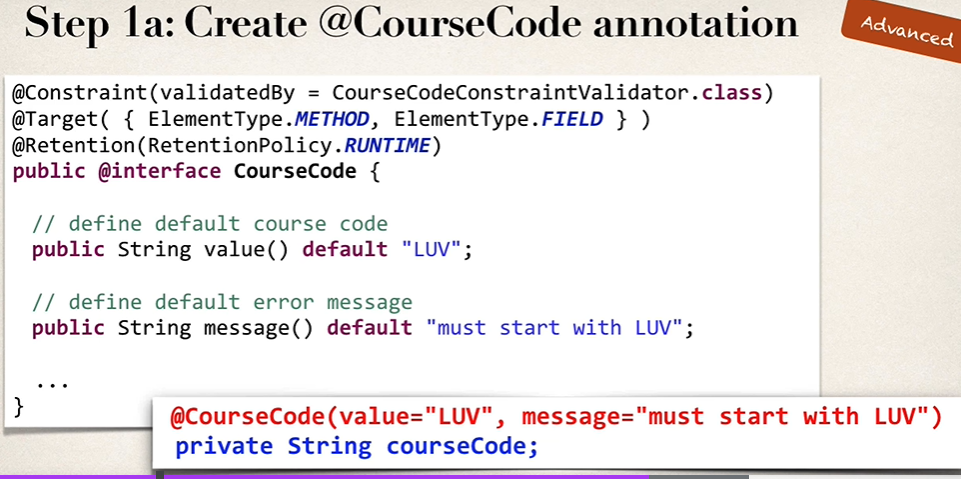 Step 1a: Create @CourseCode annotation
Advanced
@Constraint(validatedBy = CourseCodeConstraintValidator.class)
@Target( { ElementType.METHOD, ElementType.FIELD } )
@Retention(RetentionPolicy.RUNTIME)
public @interface CourseCode {
// define default course code
public String value() default "LUV";
// define default error message
public String message() default "must start with LUV";
...
}
@CourseCode(value="LUV", message="must start with LUV")
private String courseCode;